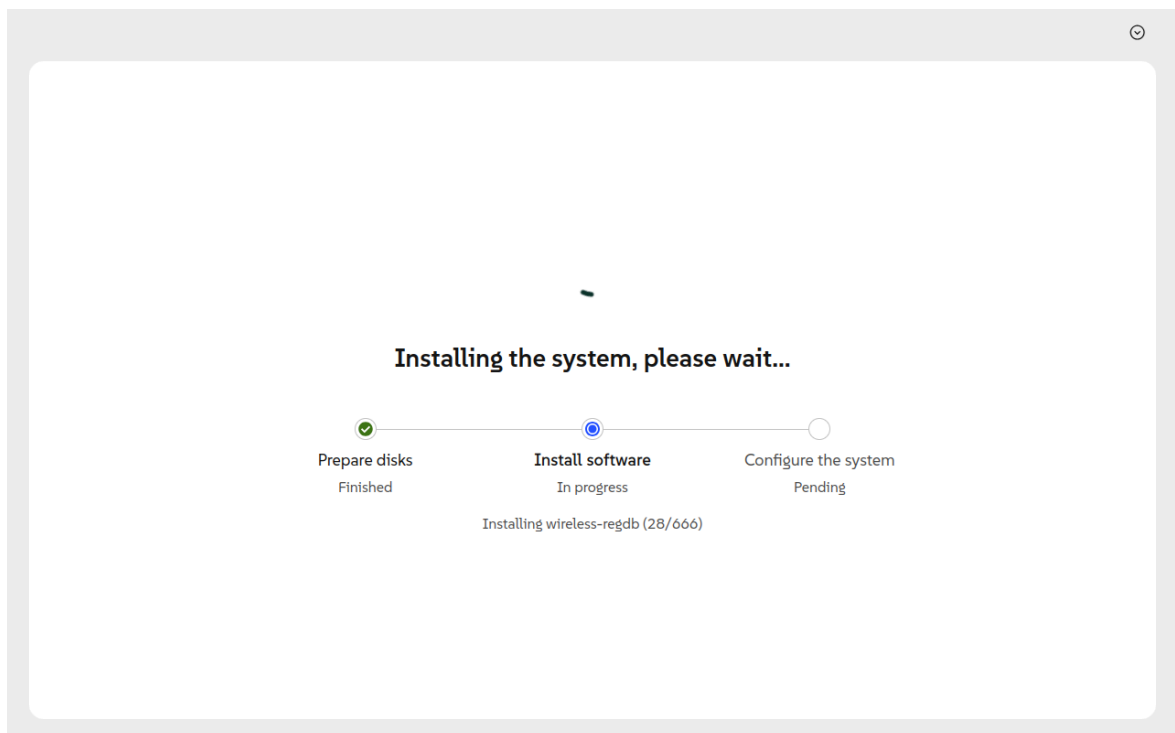 Installing the system, please wait...
Prepare disks
Finished
Install software
In progress
Configure the system
Pending
Installing wireless-regdb (28/666)